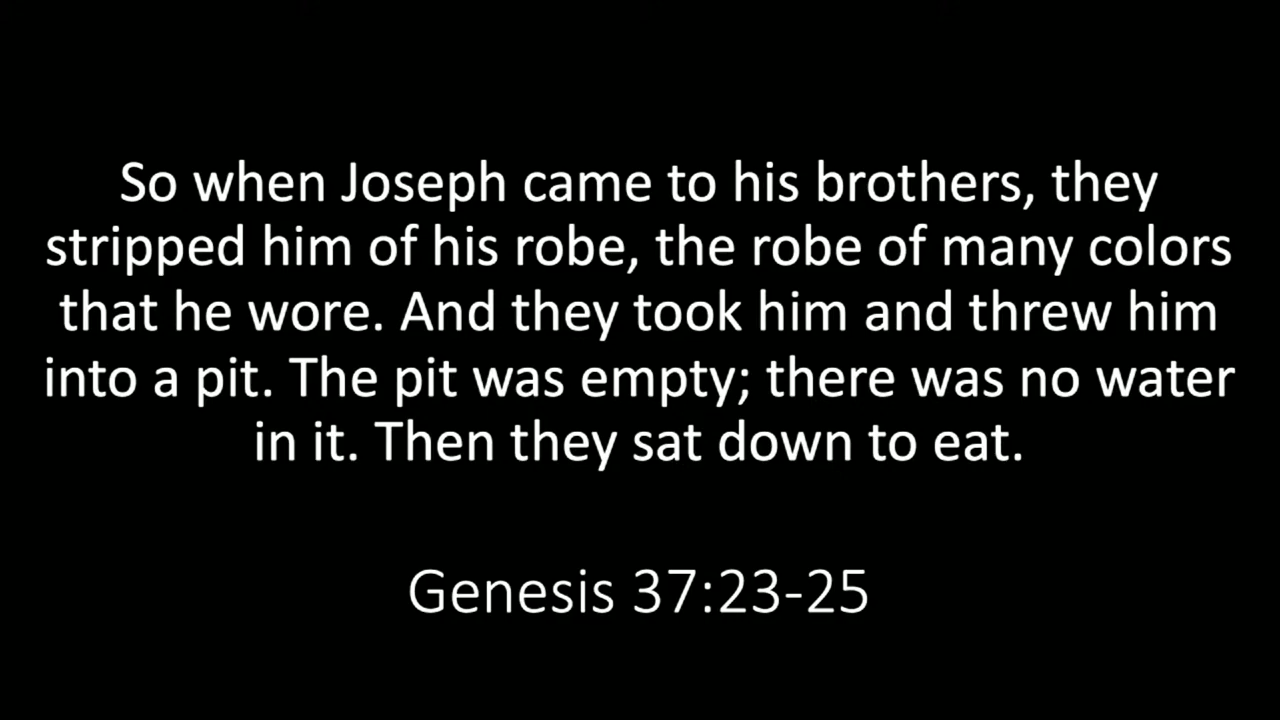 So when Joseph came to his brothers, they
stripped him of his robe, the robe of many colors
that he wore. And they took him and threw him
into a pit. The pit was empty; there was no water
in it. Then they sat down to eat.
Genesis 37:23-25